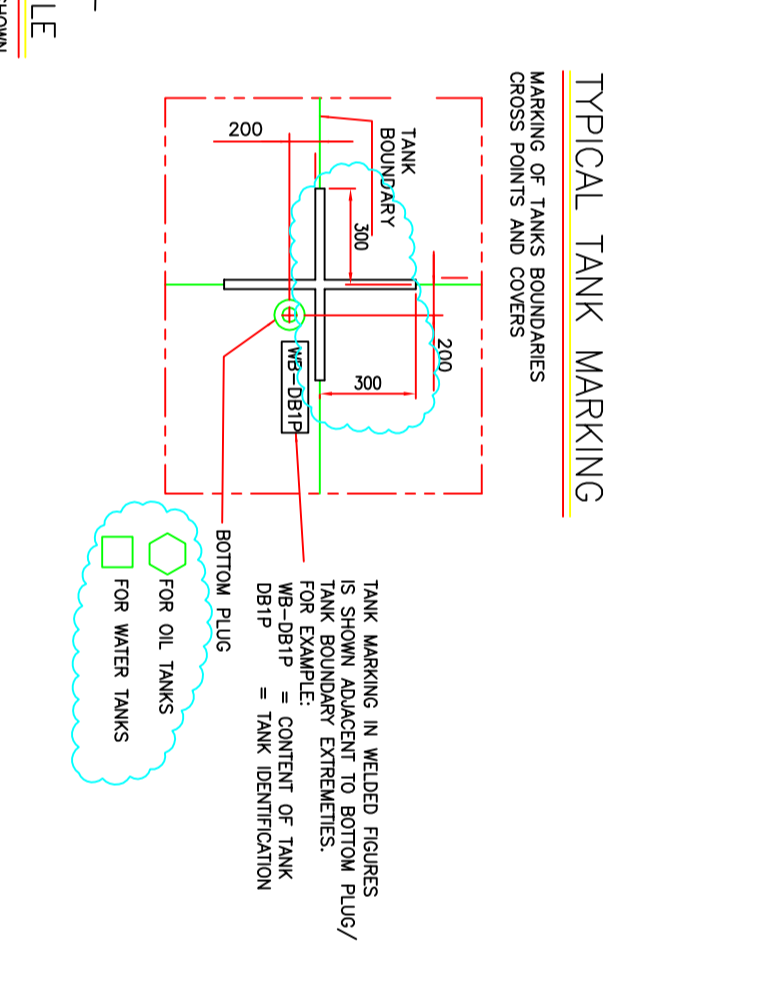 TYPICAL TANK MARKING
MARKING OF TANKS BOUNDARIES
CROSS POINTS AND COVERS
TANK
BOUNDARY
200
300
200
300
WB-DB1P
TANK MARKING IN WELDED FIGURES
IS SHOWN ADJACENT TO BOTTOM PLUG/
TANK BOUNDARY EXTREMETIES.
FOR EXAMPLE:
WB-DB1P = CONTENT OF TANK
DB1P = TANK IDENTIFICATION
BOTTOM PLUG
FOR OIL TANKS
FOR WATER TANKS
LE